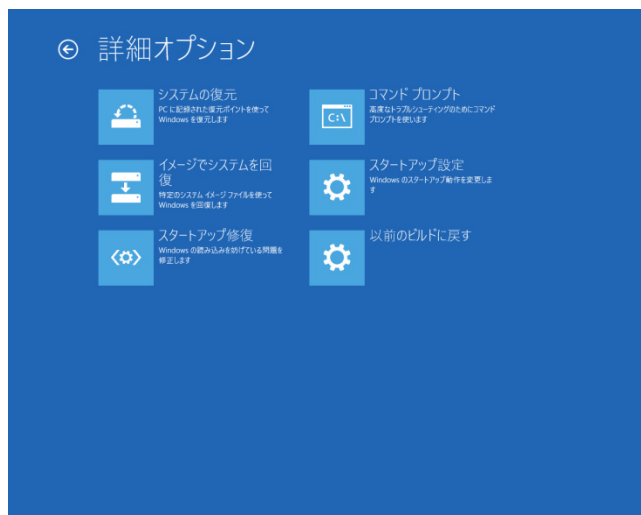 詳細オプション
システムの復元
PC に記録された復元ポイントを使って
Windows を復元します
イメージでシステムを回
復
特定のシステム イメージ ファイルを使って
Windows を回復します
スタートアップ修復
Windows の読み込みを妨げている問題を
修正します
コマンド プロンプト
C:\
高度なトラブルシューティングのためにコマンド
プロンプトを使います
スタートアップ設定
Windows のスタートアップ動作を変更しま
す
以前のビルドに戻す